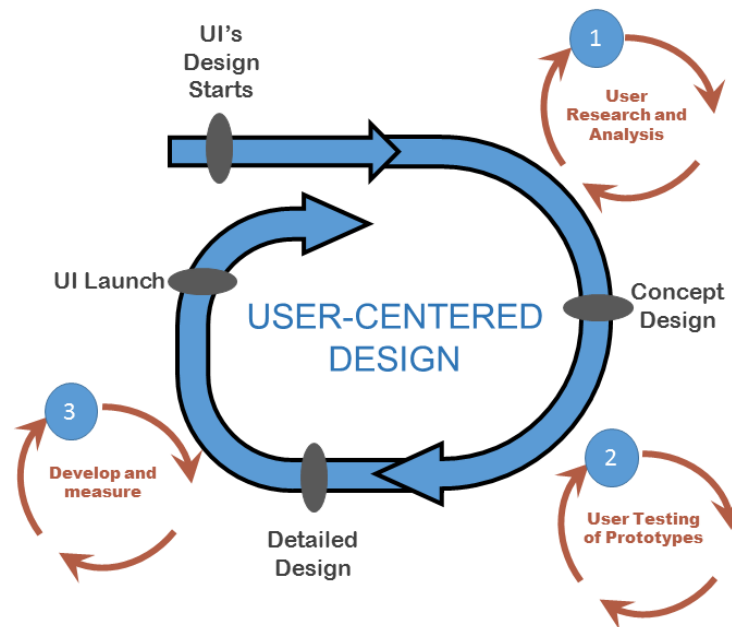 UI's
Design
Starts
1
User
Research and
Analysis
UI Launch
USER-CENTERED
DESIGN
Concept
Design
3
Develop and
measure
2
User Testing
of Prototypes
Detailed
Design